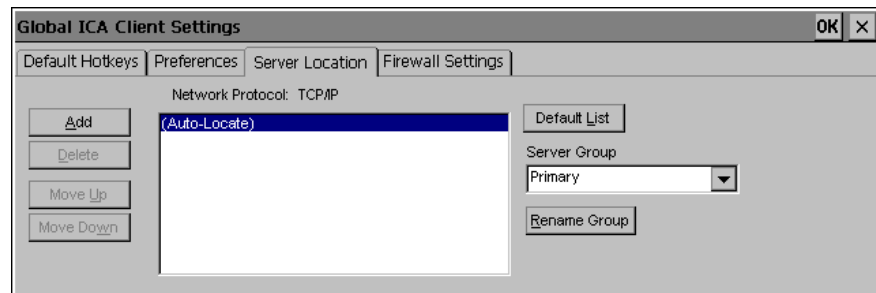 Global ICA Client Settings OK ×
Default Hotkeys Preferences Server Location Firewall Settings
Network Protocol: TCP/IP
Add
Delete
Move Up
Move Down
(Auto-Locate)
Default List
Server Group
Primary
Rename Group